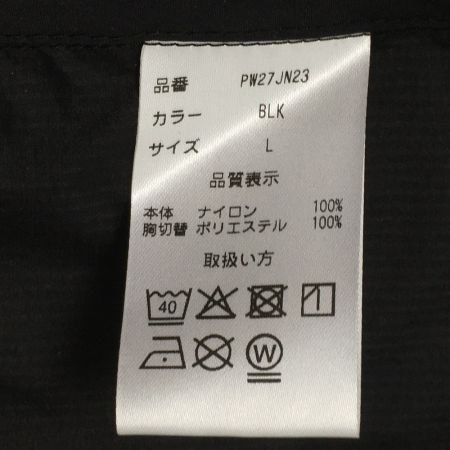 品番 PW27JN23
カラー BLK
サイズ L
品質表示
本体 ナイロン 100%
胸切替 ポリエステル 100%
取扱い方
40
W